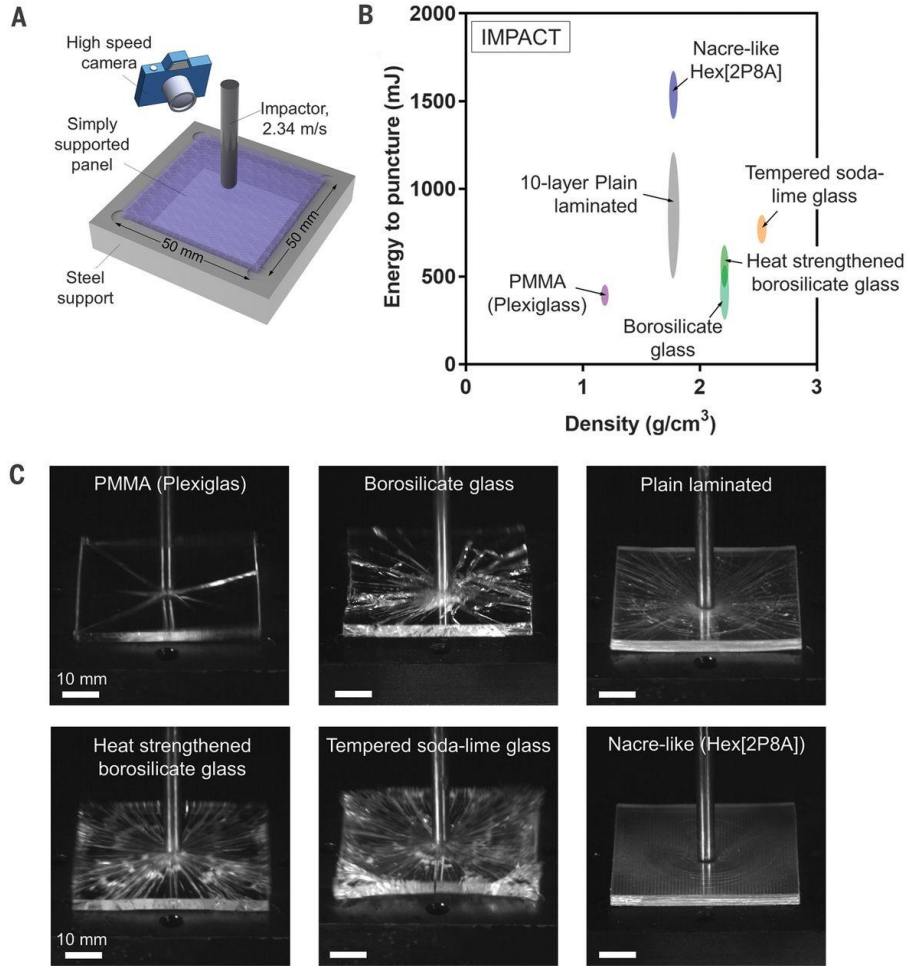 A
High speed
camera
Impactor,
2.34 m/s
Simply
supported
panel
50 mm
50 mm
Steel
support
B
IMPACT
Energy to puncture (mJ)
2000
1500
1000
500
0
0
1
2
3
Density (g/cm³)
Nacre-like
Hex[2P8A]
10-layer Plain
laminated
Tempered soda-
lime glass
PMMA
(Plexiglass)
Heat strengthened
borosilicate glass
Borosilicate
glass
C
PMMA (Plexiglas)
10 mm
Borosilicate glass
Plain laminated
Heat strengthened
borosilicate glass
10 mm
Tempered soda-lime glass
Nacre-like (Hex[2P8A])